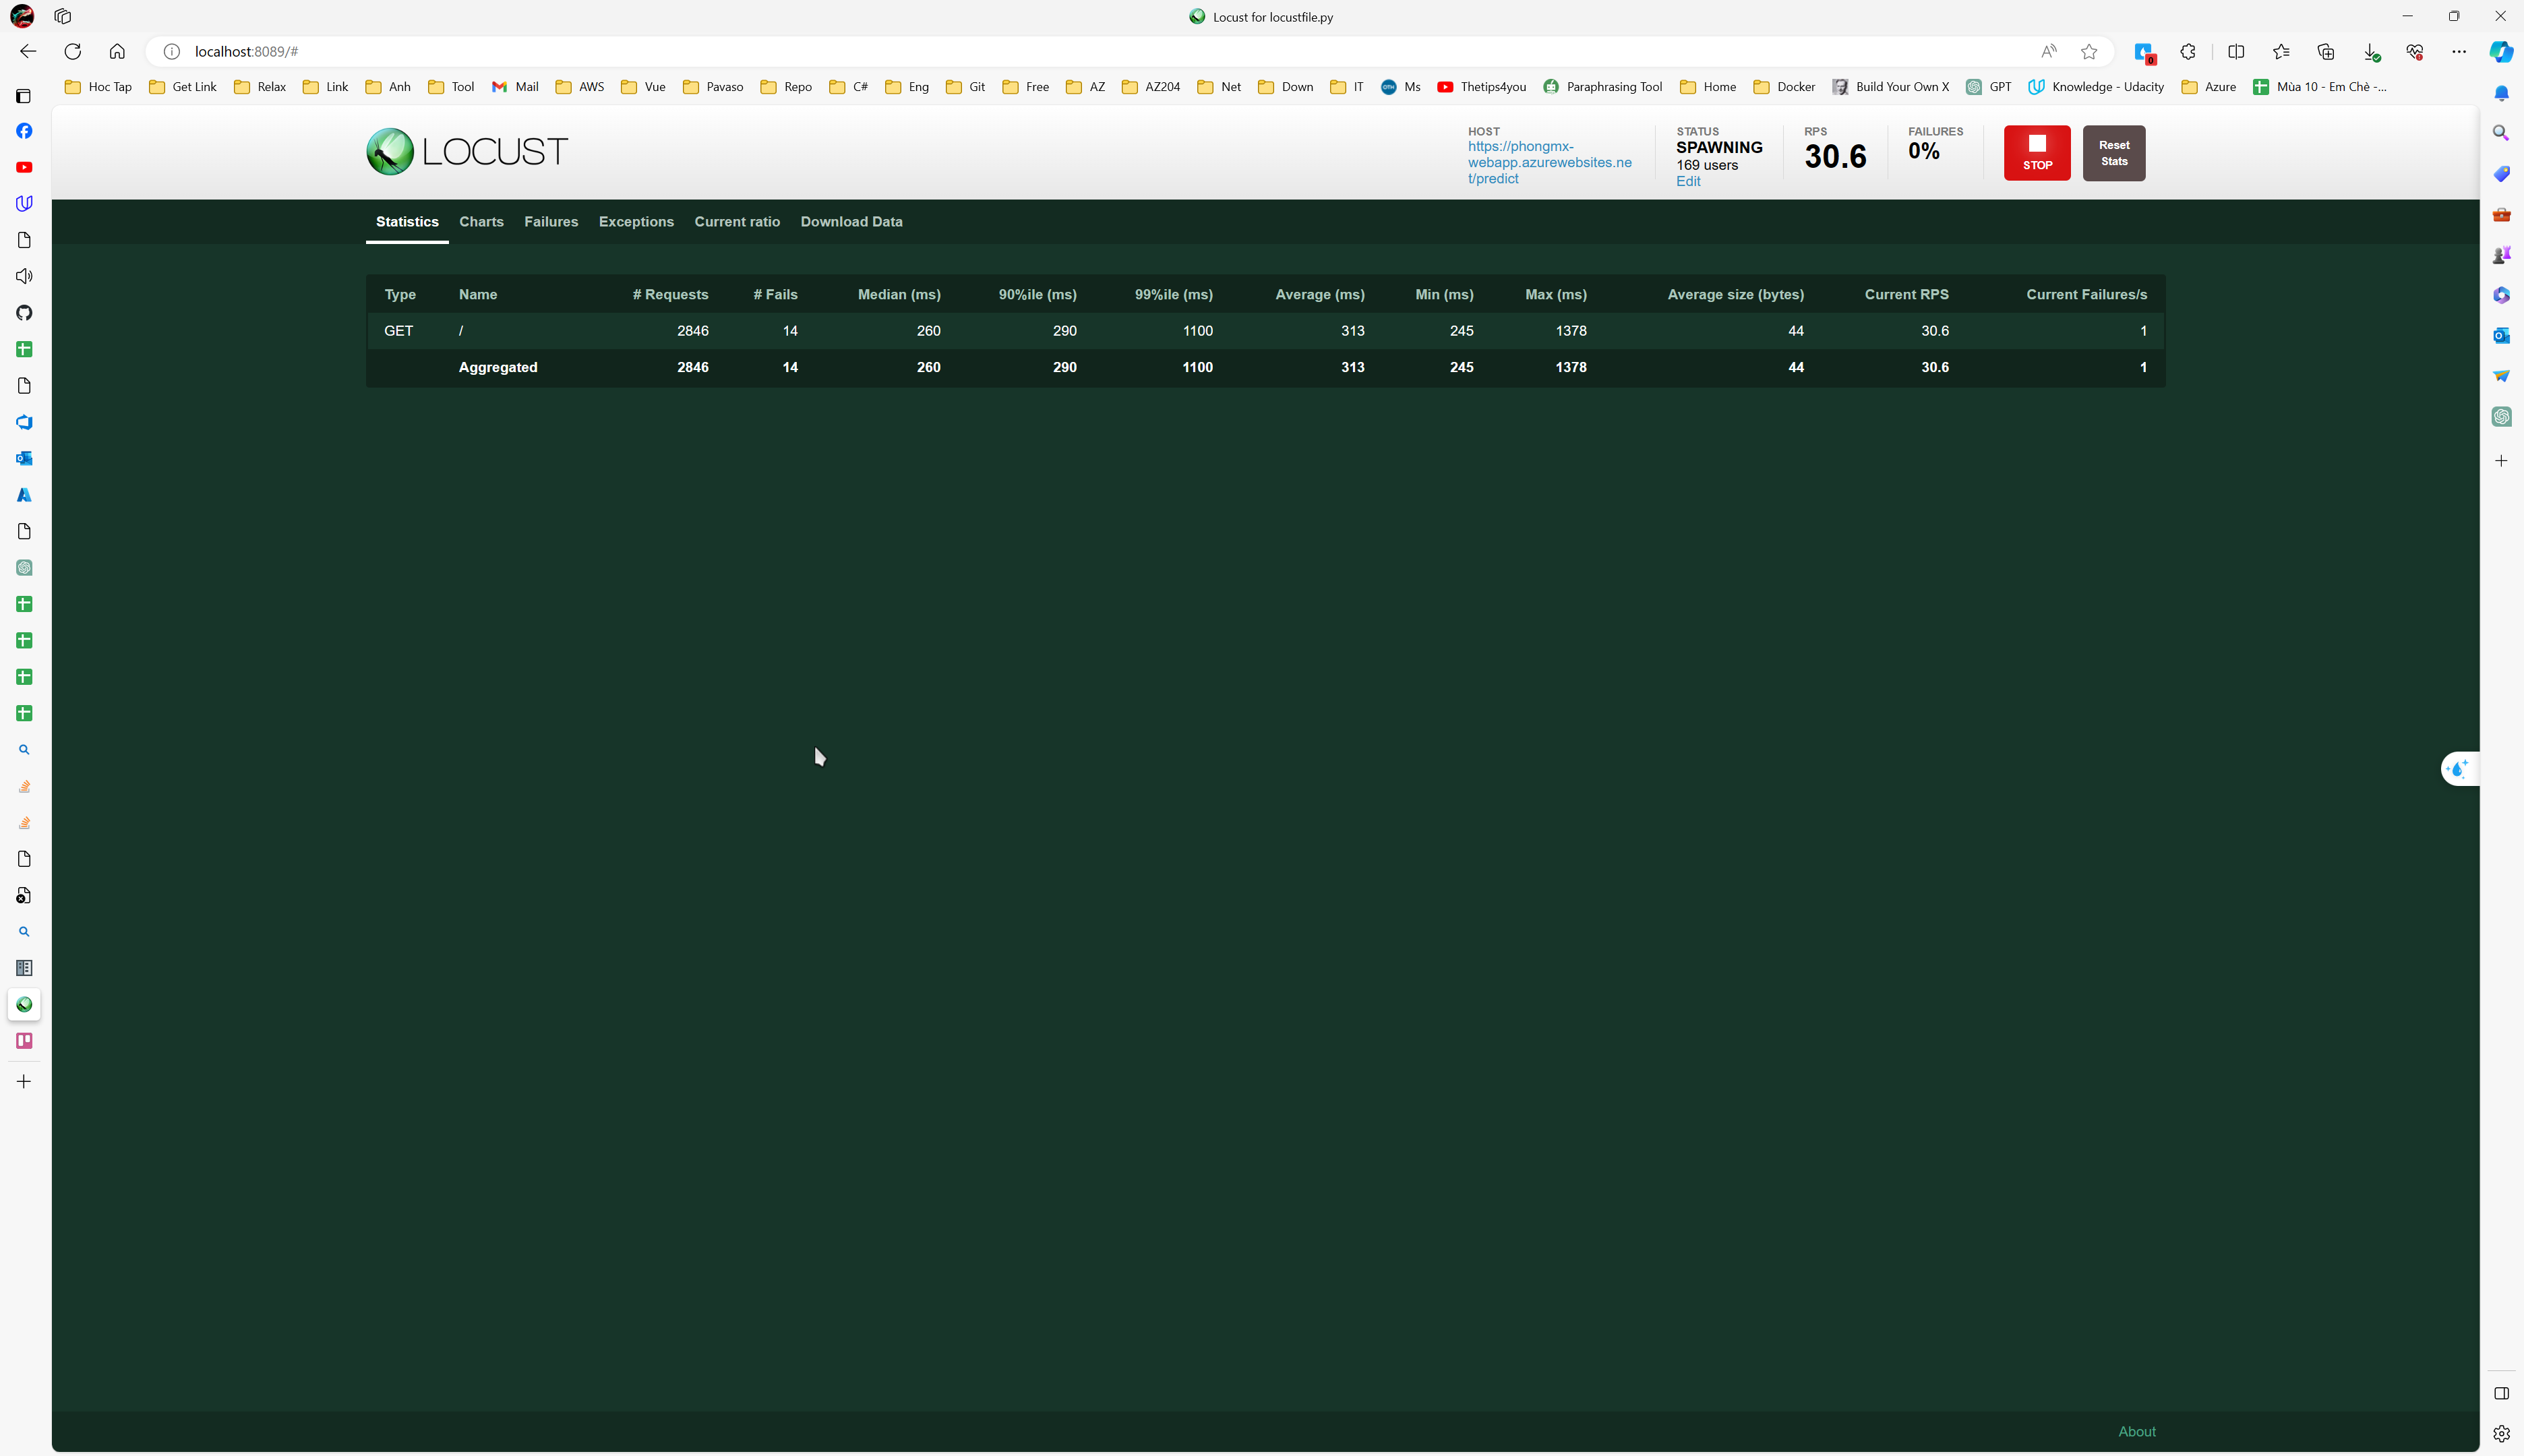 Locust for locustfile.py
localhost:8089/#
Hoc Tap Get Link Relax Link Anh Tool Mail AWS Vue Pavaso Repo C# Eng Git Free AZ AZ204 Net Down IT Ms Thetips4you Paraphrasing Tool Home Docker Build Your Own X GPT Knowledge - Udacity Azure Mùa 10 - Em Chè -...
LOCUST
HOST
https://phongmx-
webapp.azurewebsites.ne
t/predict
STATUS
SPAWNING
169 users
Edit
RPS
30.6
FAILURES
0%
STOP
Reset
Stats
Statistics Charts Failures Exceptions Current ratio Download Data
Type Name # Requests # Fails Median (ms) 90%ile (ms) 99%ile (ms) Average (ms) Min (ms) Max (ms) Average size (bytes) Current RPS Current Failures/s
GET / 2846 14 260 290 1100 313 245 1378 44 30.6 1
Aggregated 2846 14 260 290 1100 313 245 1378 44 30.6 1
About